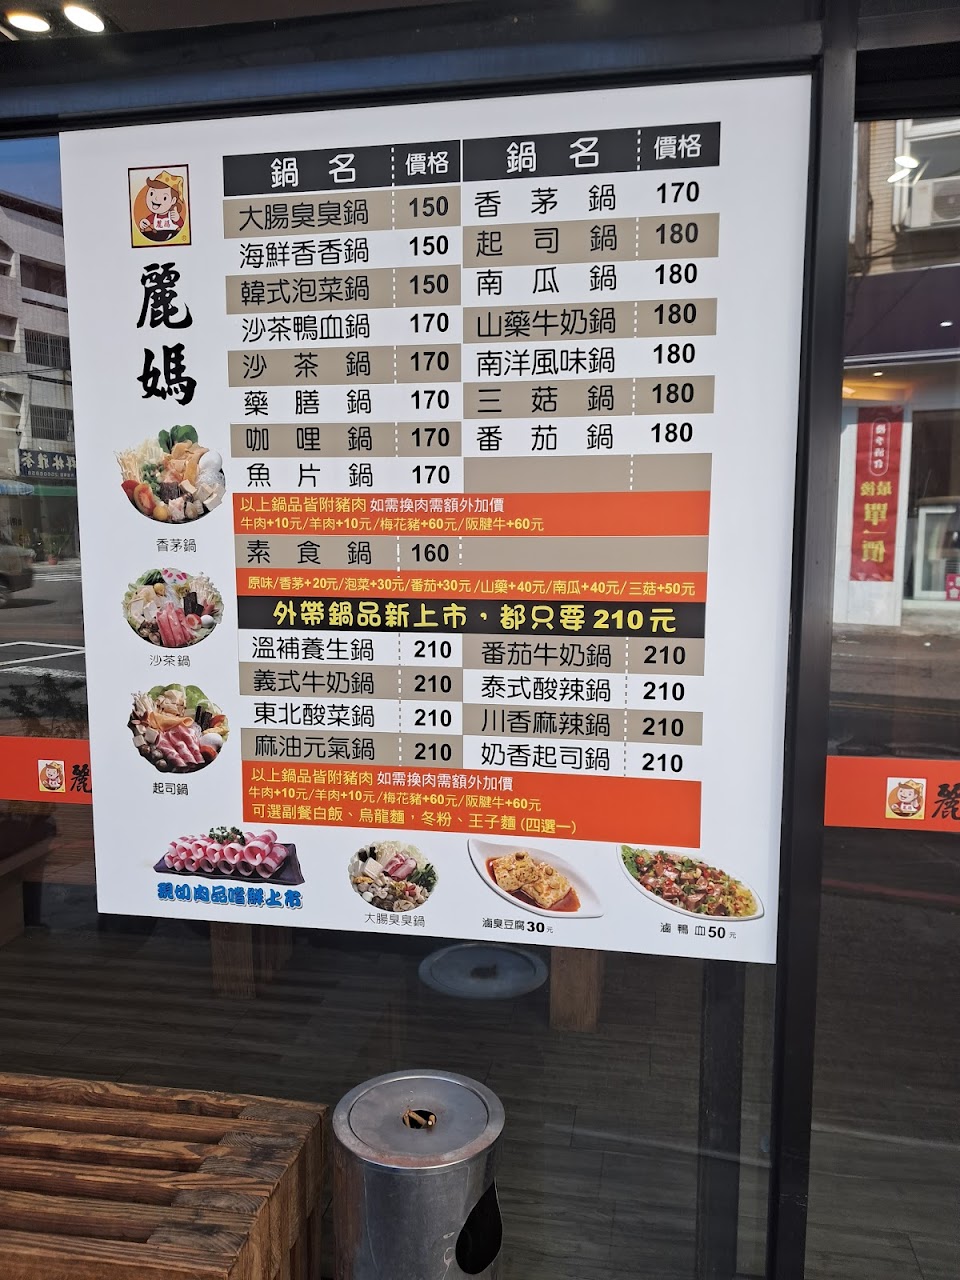 麗媽
鍋名 價格
大腸臭臭鍋 150
海鮮香香鍋 150
韓式泡菜鍋 150
沙茶鴨血鍋 170
沙茶鍋 170
藥膳鍋 170
咖哩鍋 170
魚片鍋 170
鍋名 價格
香茅鍋 170
起司鍋 180
南瓜鍋 180
山藥牛奶鍋 180
南洋風味鍋 180
三菇鍋 180
番茄鍋 180
以上鍋品皆附豬肉 如需換肉需額外加價
牛肉+10元/羊肉+10元/梅花豬+60元/阪腱牛+60元
素食鍋 160
原味/香茅+20元/泡菜+30元/番茄+30元/山藥+40元/南瓜+40元/三菇+50元
外帶鍋品新上市，都只要210元
溫補養生鍋 210
義式牛奶鍋 210
東北酸菜鍋 210
麻油元氣鍋 210
番茄牛奶鍋 210
泰式酸辣鍋 210
川香麻辣鍋 210
奶香起司鍋 210
以上鍋品皆附豬肉 如需換肉需額外加價
牛肉+10元/羊肉+10元/梅花豬+60元/阪腱牛+60元
可選副餐白飯、烏龍麵，冬粉、王子麵(四選一)
香茅鍋
沙茶鍋
起司鍋
現切肉品嚐鮮上市
大腸臭臭鍋
滷臭豆腐30元
滷鴨血50元
麗
麗
最後
單一價